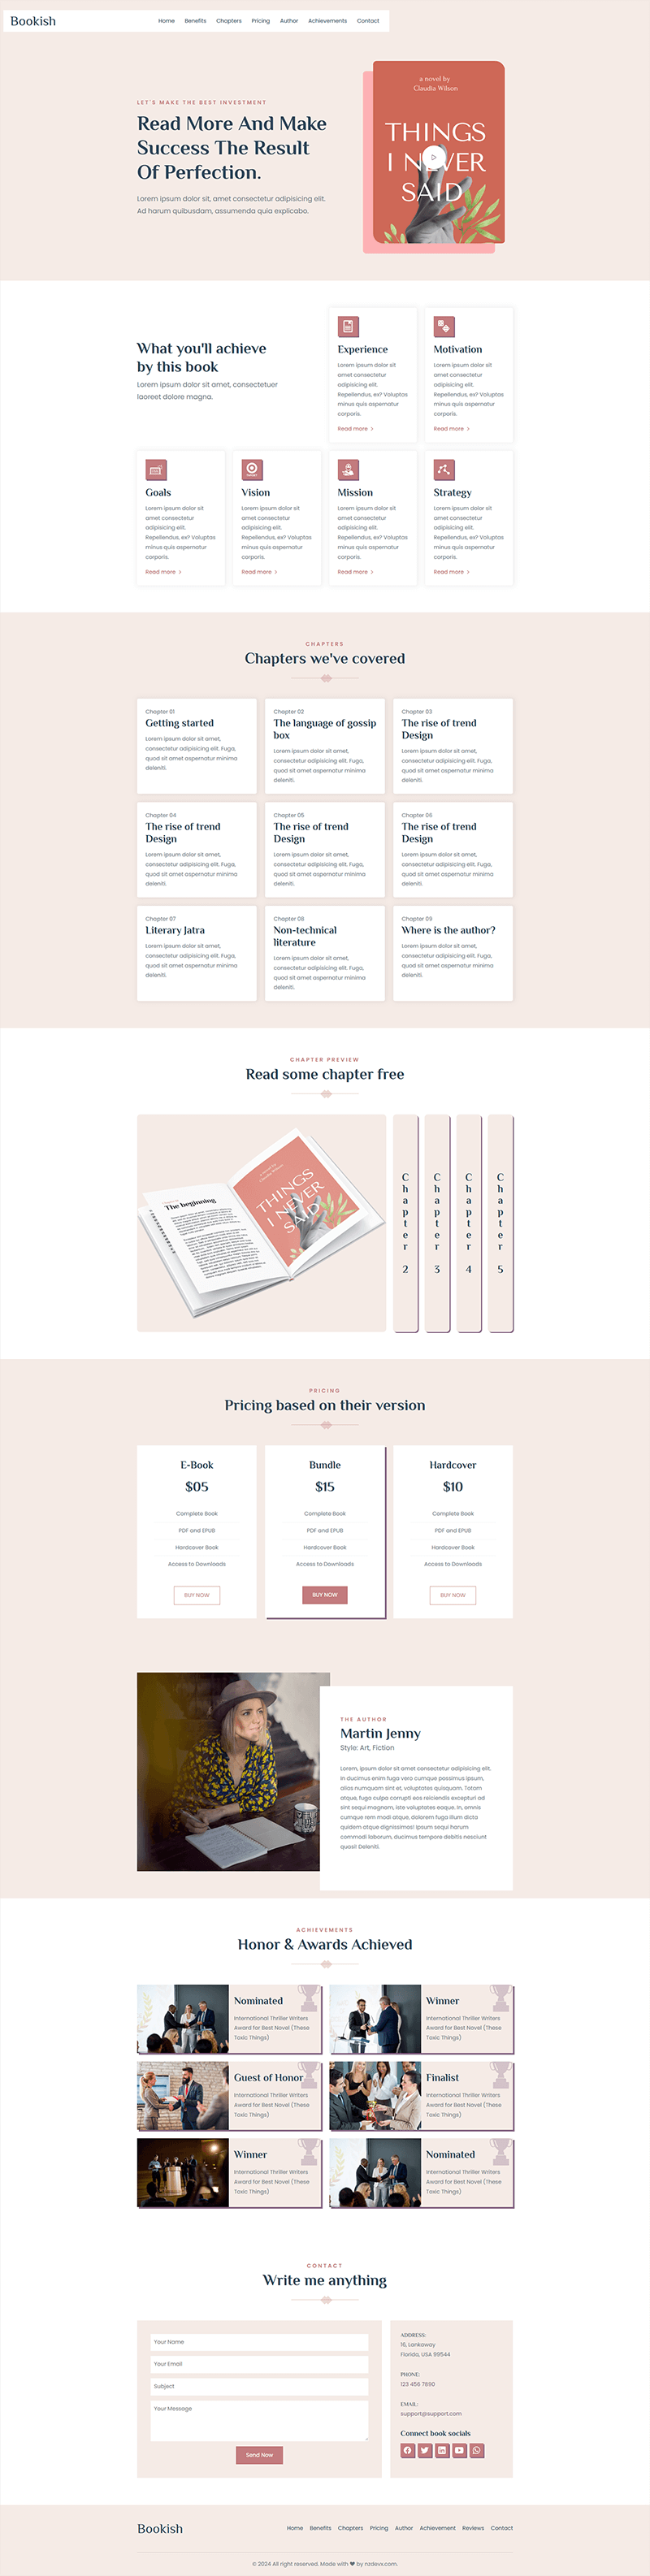 Bookish
Home Benefits Chapters Pricing Author Achievements Contact
LET'S MAKE THE BEST INVESTMENT
Read More And Make
Success The Result
Of Perfection.
Lorem ipsum dolor sit, amet consectetur adipisicing elit.
Ad harum quibusdam, assumenda quia explicabo.
a novel by
Claudia Wilson
THINGS
I NEVER
SAID
What you'll achieve
by this book
Lorem ipsum dolor sit amet, consectetuer
laoreet dolore magna.
Experience
Lorem ipsum dolor sit
amet consectetur
adipisicing elit.
Repellendus, ex? Voluptas
minus quis aspernatur
corporis.
Read more >
Motivation
Lorem ipsum dolor sit
amet consectetur
adipisicing elit.
Repellendus, ex? Voluptas
minus quis aspernatur
corporis.
Read more >
Goals
Lorem ipsum dolor sit
amet consectetur
adipisicing elit.
Repellendus, ex? Voluptas
minus quis aspernatur
corporis.
Read more >
Vision
Lorem ipsum dolor sit
amet consectetur
adipisicing elit.
Repellendus, ex? Voluptas
minus quis aspernatur
corporis.
Read more >
Mission
Lorem ipsum dolor sit
amet consectetur
adipisicing elit.
Repellendus, ex? Voluptas
minus quis aspernatur
corporis.
Read more >
Strategy
Lorem ipsum dolor sit
amet consectetur
adipisicing elit.
Repellendus, ex? Voluptas
minus quis aspernatur
corporis.
Read more >
CHAPTERS
Chapters we've covered
Chapter 01
Getting started
Lorem ipsum dolor sit amet,
consectetur adipisicing elit. Fuga,
quod sit amet aspernatur minima
deleniti.
Chapter 02
The language of gossip
box
Lorem ipsum dolor sit amet,
consectetur adipisicing elit. Fuga,
quod sit amet aspernatur minima
deleniti.
Chapter 03
The rise of trend
Design
Lorem ipsum dolor sit amet,
consectetur adipisicing elit. Fuga,
quod sit amet aspernatur minima
deleniti.
Chapter 04
The rise of trend
Design
Lorem ipsum dolor sit amet,
consectetur adipisicing elit. Fuga,
quod sit amet aspernatur minima
deleniti.
Chapter 05
The rise of trend
Design
Lorem ipsum dolor sit amet,
consectetur adipisicing elit. Fuga,
quod sit amet aspernatur minima
deleniti.
Chapter 06
The rise of trend
Design
Lorem ipsum dolor sit amet,
consectetur adipisicing elit. Fuga,
quod sit amet aspernatur minima
deleniti.
Chapter 07
Literary Jatra
Lorem ipsum dolor sit amet,
consectetur adipisicing elit. Fuga,
quod sit amet aspernatur minima
deleniti.
Chapter 08
Non-technical
literature
Lorem ipsum dolor sit amet,
consectetur adipisicing elit. Fuga,
quod sit amet aspernatur minima
deleniti.
Chapter 09
Where is the author?
Lorem ipsum dolor sit amet,
consectetur adipisicing elit. Fuga,
quod sit amet aspernatur minima
deleniti.
CHAPTER PREVIEW
Read some chapter free
The beginning
THINGS
I NEVER
SAID
Chapter 2
Chapter 3
Chapter 4
Chapter 5
PRICING
Pricing based on their version
E-Book
$05
Complete Book
PDF and EPUB
Hardcover Book
Access to Downloads
BUY NOW
Bundle
$15
Complete Book
PDF and EPUB
Hardcover Book
Access to Downloads
BUY NOW
Hardcover
$10
Complete Book
PDF and EPUB
Hardcover Book
Access to Downloads
BUY NOW
THE AUTHOR
Martin Jenny
Style: Art, Fiction
Lorem, ipsum dolor sit amet consectetur adipisicing elit.
In ducimus enim fuga vero cumque possimus ipsum,
alias numquam sint et, voluptates quisquam. Totam
atque, fuga culpa corrupti eos reiciendis excepturi ad
sint sequi magnam, iste voluptates eaque. In, omnis
cumque rem modi atque, dolorem fuga illum dicta
quidem atque dignissimos! Ipsum sequi harum
commodi laborum, ducimus tempore debitis nesciunt
quasi! Deleniti.
ACHIEVEMENTS
Honor & Awards Achieved
Nominated
International Thriller Writers
Award for Best Novel (These
Toxic Things)
Winner
International Thriller Writers
Award for Best Novel (These
Toxic Things)
Guest of Honor
International Thriller Writers
Award for Best Novel (These
Toxic Things)
Finalist
International Thriller Writers
Award for Best Novel (These
Toxic Things)
Winner
International Thriller Writers
Award for Best Novel (These
Toxic Things)
Nominated
International Thriller Writers
Award for Best Novel (These
Toxic Things)
CONTACT
Write me anything
Your Name
Your Email
Subject
Your Message
Send Now
ADDRESS:
16, Lankaway
Florida, USA 99544
PHONE:
123 456 7890
EMAIL:
support@support.com
Connect book socials
Bookish
Home Benefits Chapters Pricing Author Achievement Reviews Contact
© 2024 All right reserved. Made with ❤ by nzdevs.com.